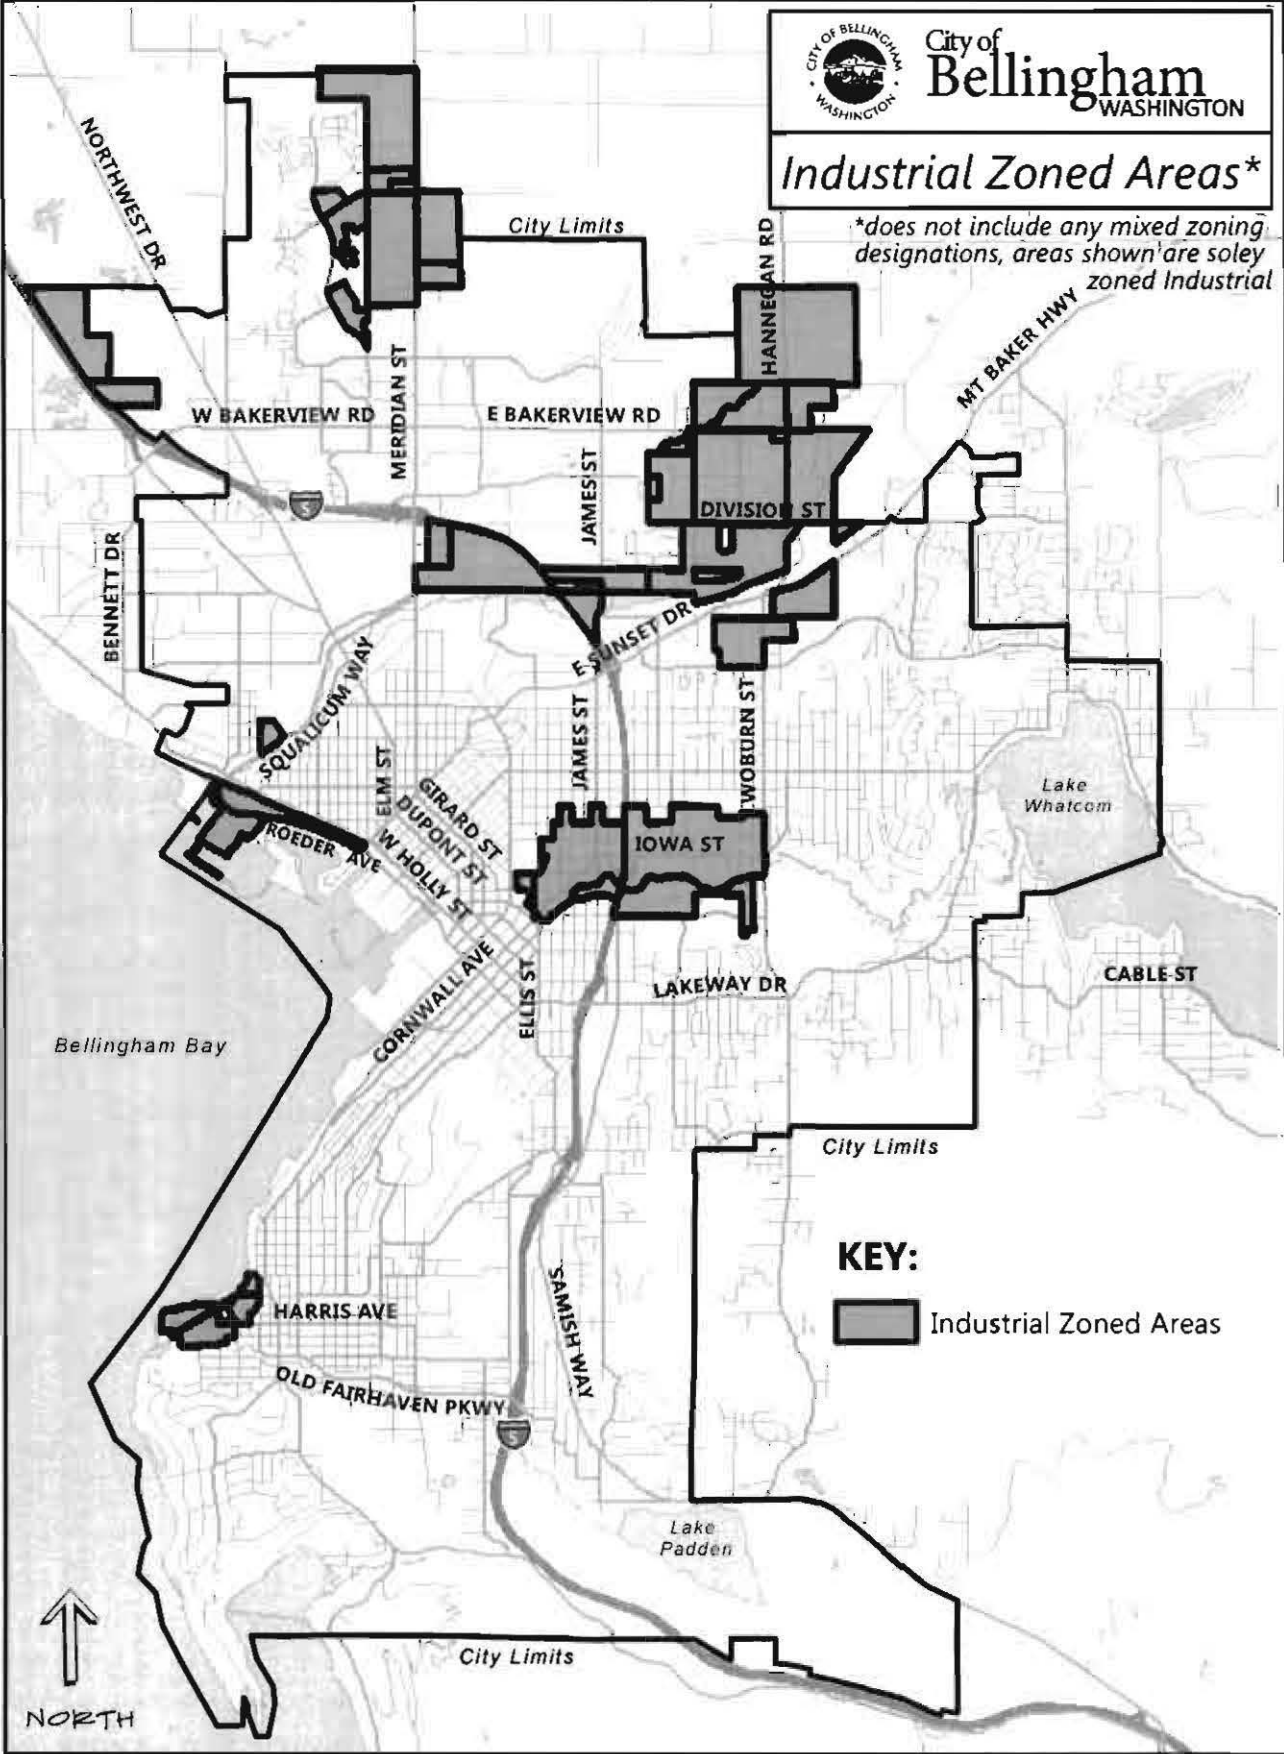 CITY OF BELLINGHAM
WASHINGTON
City of
Bellingham
WASHINGTON
Industrial Zoned Areas*
*does not include any mixed zoning
designations, areas shown are soley
zoned Industrial
NORTHWEST DR
City Limits
HANNEGAN RD
MT BAKER HWY
MERIDIAN ST
W BAKERVIEW RD
E BAKERVIEW RD
JAMES ST
5
DIVISION ST
BENNETT DR
E SUNSET DR
SQUALICUM WAY
JAMES ST
WOBURN ST
ELM ST
GIRARD ST
DUPONT ST
W HOLLY ST
ROEDER AVE
IOWA ST
Lake
Whatcom
CORNWALL AVE
ELLIS ST
LAKEWAY DR
CABLE ST
Bellingham Bay
City Limits
KEY:
Industrial Zoned Areas
HARRIS AVE
SAMISH WAY
OLD FAIRHAVEN PKWY
5
Lake
Padden
City Limits
NORTH